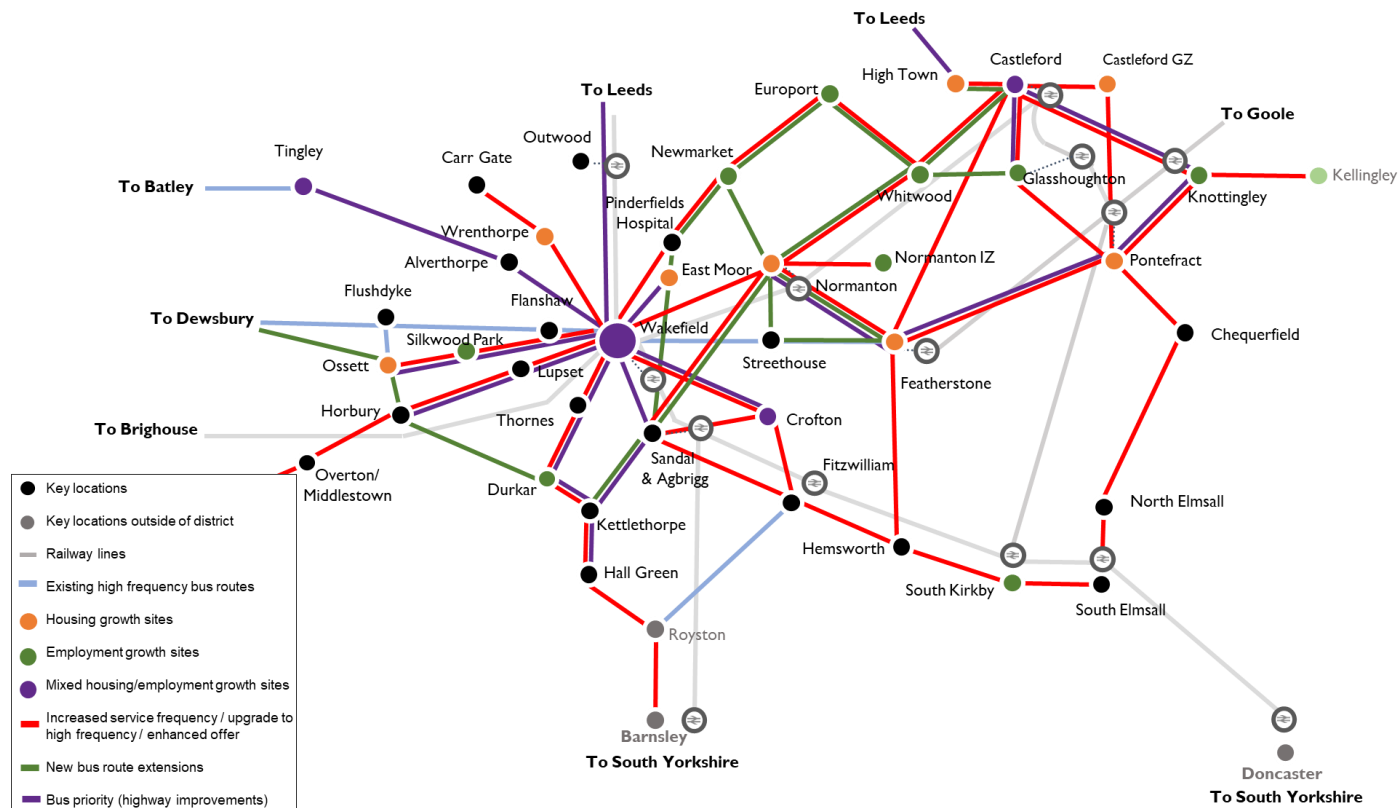 To Leeds
Castleford
Castleford GZ
High Town
To Leeds
Europort
To Goole
Outwood
Tingley
Carr Gate
Newmarket
Glasshoughton
Kellingley
To Batley
Whitwood
Knottingley
Pinderfields
Hospital
Wrenthorpe
Alverthorpe
East Moor
Normanton IZ
Pontefract
Flushdyke
Flanshaw
Normanton
To Dewsbury
Silkwood Park
Wakefield
Chequerfield
Ossett
Lupset
Streethouse
Featherstone
Horbury
Thornes
Crofton
To Brighouse
Sandal
& Agbrigg
Fitzwilliam
Overton/
Middlestown
Durkar
North Elmsall
Kettlethorpe
Hemsworth
Hall Green
South Kirkby
South Elmsall
Royston
Barnsley
To South Yorkshire
Doncaster
To South Yorkshire
Key locations
Key locations outside of district
Railway lines
Existing high frequency bus routes
Housing growth sites
Employment growth sites
Mixed housing/employment growth sites
Increased service frequency / upgrade to
high frequency / enhanced offer
New bus route extensions
Bus priority (highway improvements)